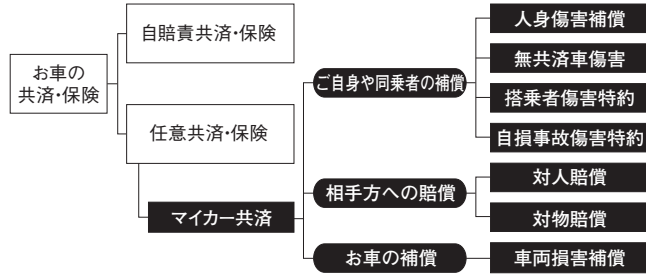 お車の
共済・保険
自賠責共済・保険
任意共済・保険
マイカー共済
ご自身や同乗者の補償
人身傷害補償
無共済車傷害
搭乗者傷害特約
自損事故傷害特約
相手方への賠償
対人賠償
対物賠償
お車の補償
車両損害補償